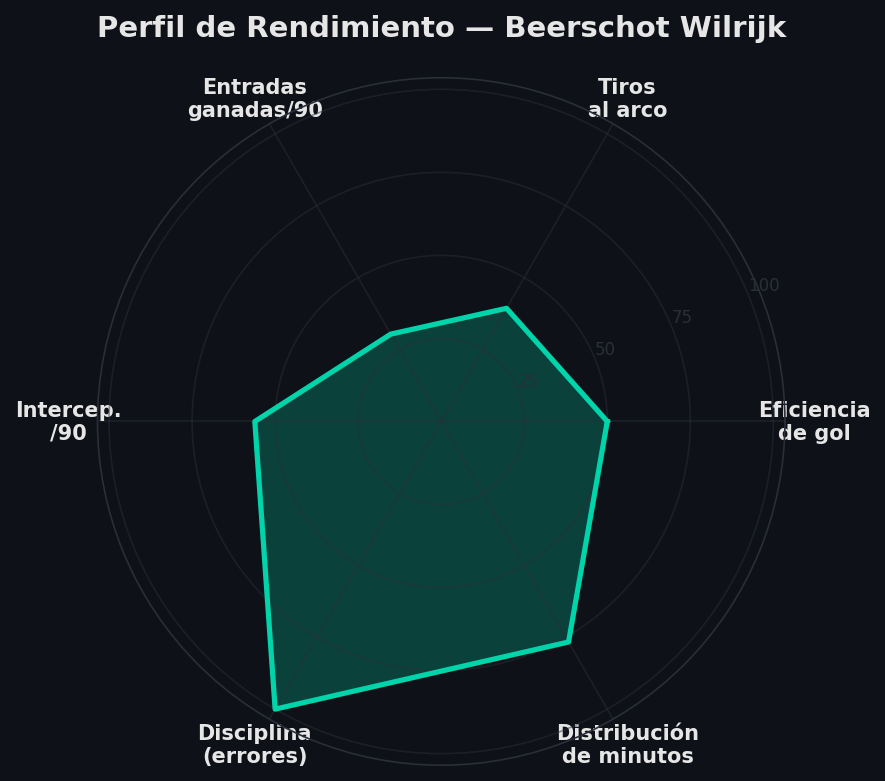 Perfil de Rendimiento — Beerschot Wilrijk
Entradas
ganadas/90
Tiros
al arco
100
75
50
25
Intercep.
/90
Eficiencia
de gol
Disciplina
(errores)
Distribución
de minutos